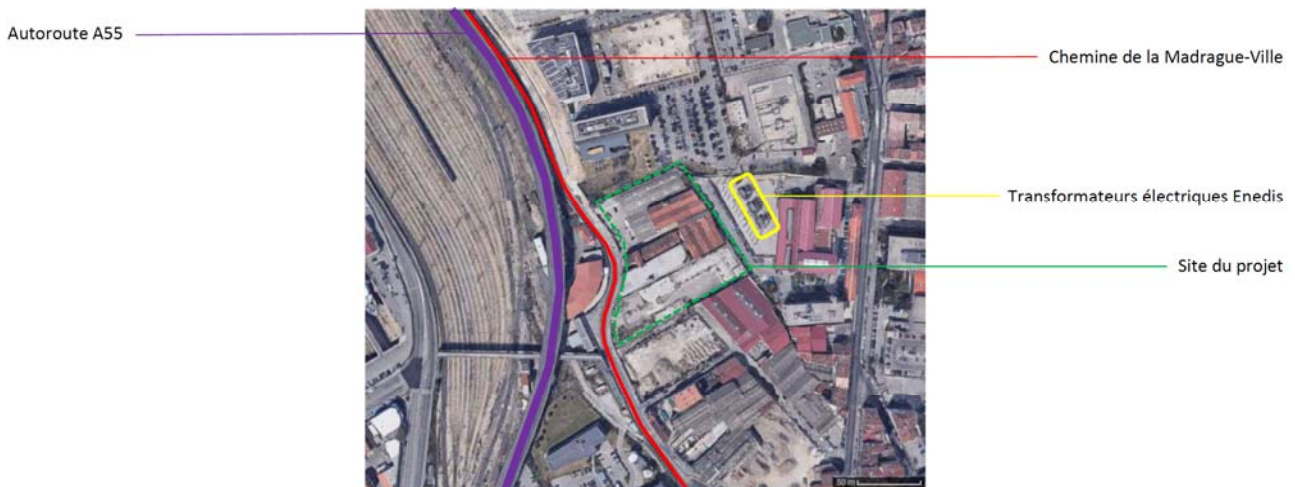 Autoroute A55
Chemine de la Madrague-Ville
Transformateurs électriques Enedis
Site du projet
50 m